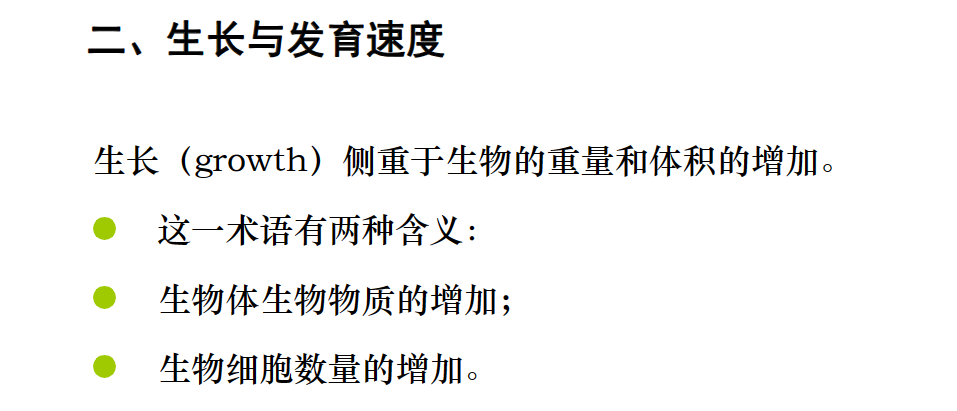 二、生长与发育速度
生长（growth）侧重于生物的重量和体积的增加。
这一术语有两种含义：
生物体生物物质的增加；
生物细胞数量的增加。